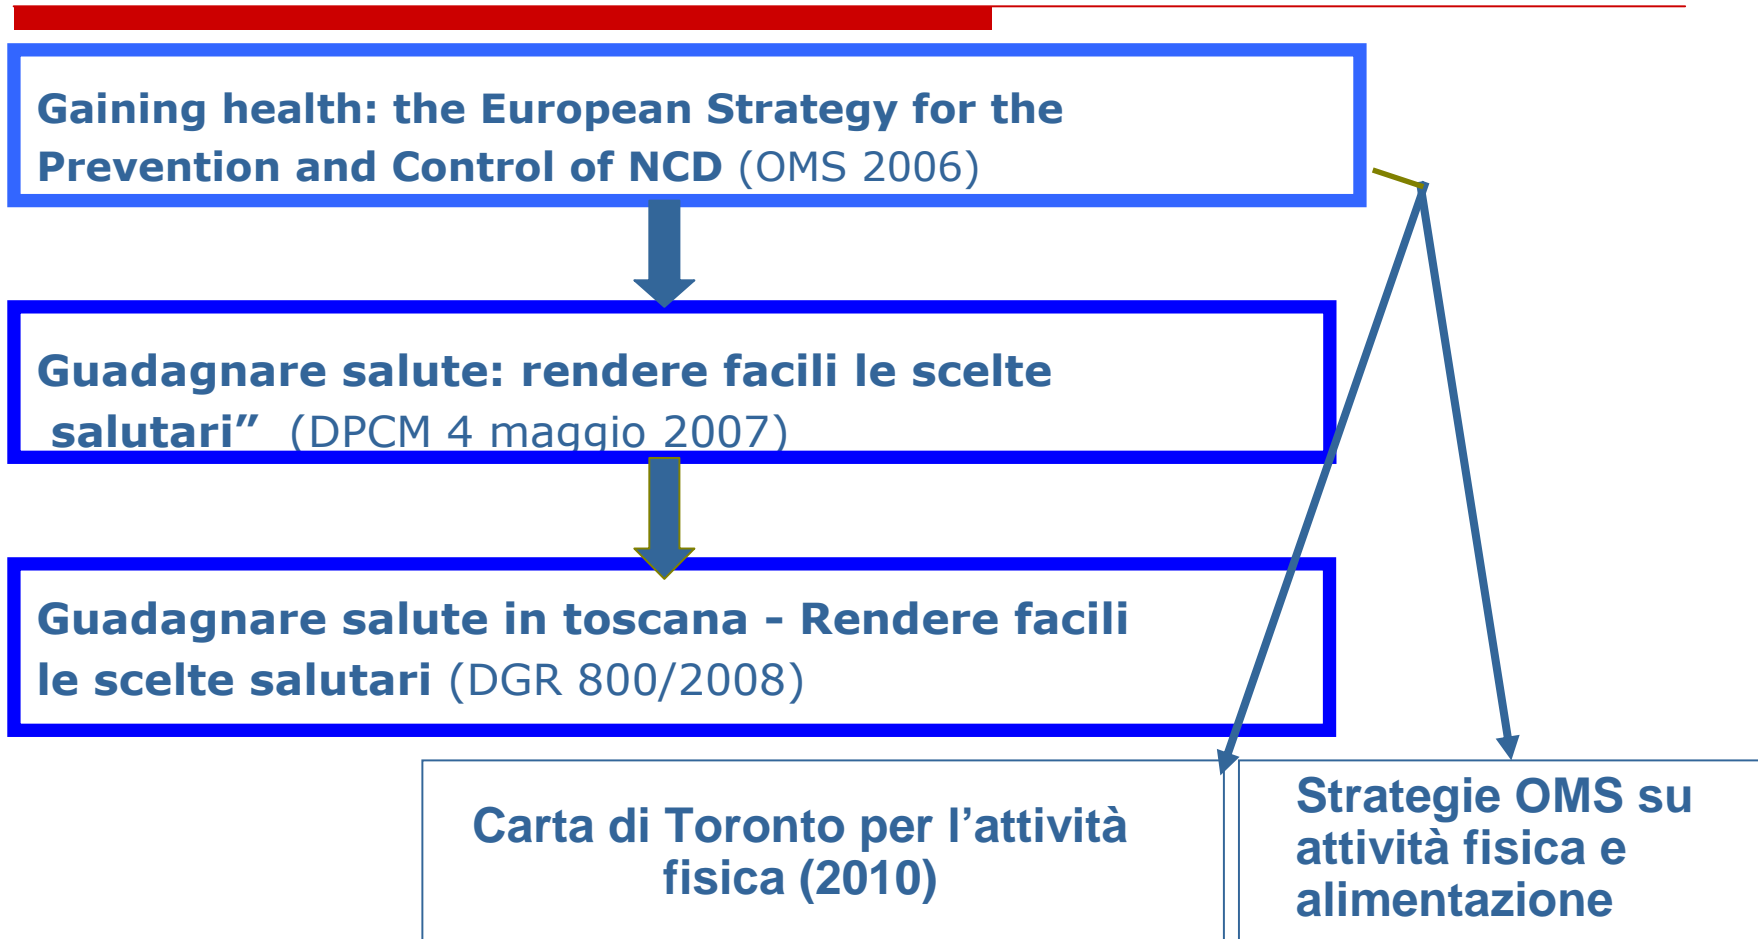 Gaining health: the European Strategy for the
Prevention and Control of NCD (OMS 2006)
Guadagnare salute: rendere facili le scelte
salutari” (DPCM 4 maggio 2007)
Guadagnare salute in toscana - Rendere facili
le scelte salutari (DGR 800/2008)
Carta di Toronto per l’attività
fisica (2010)
Strategie OMS su
attività fisica e
alimentazione